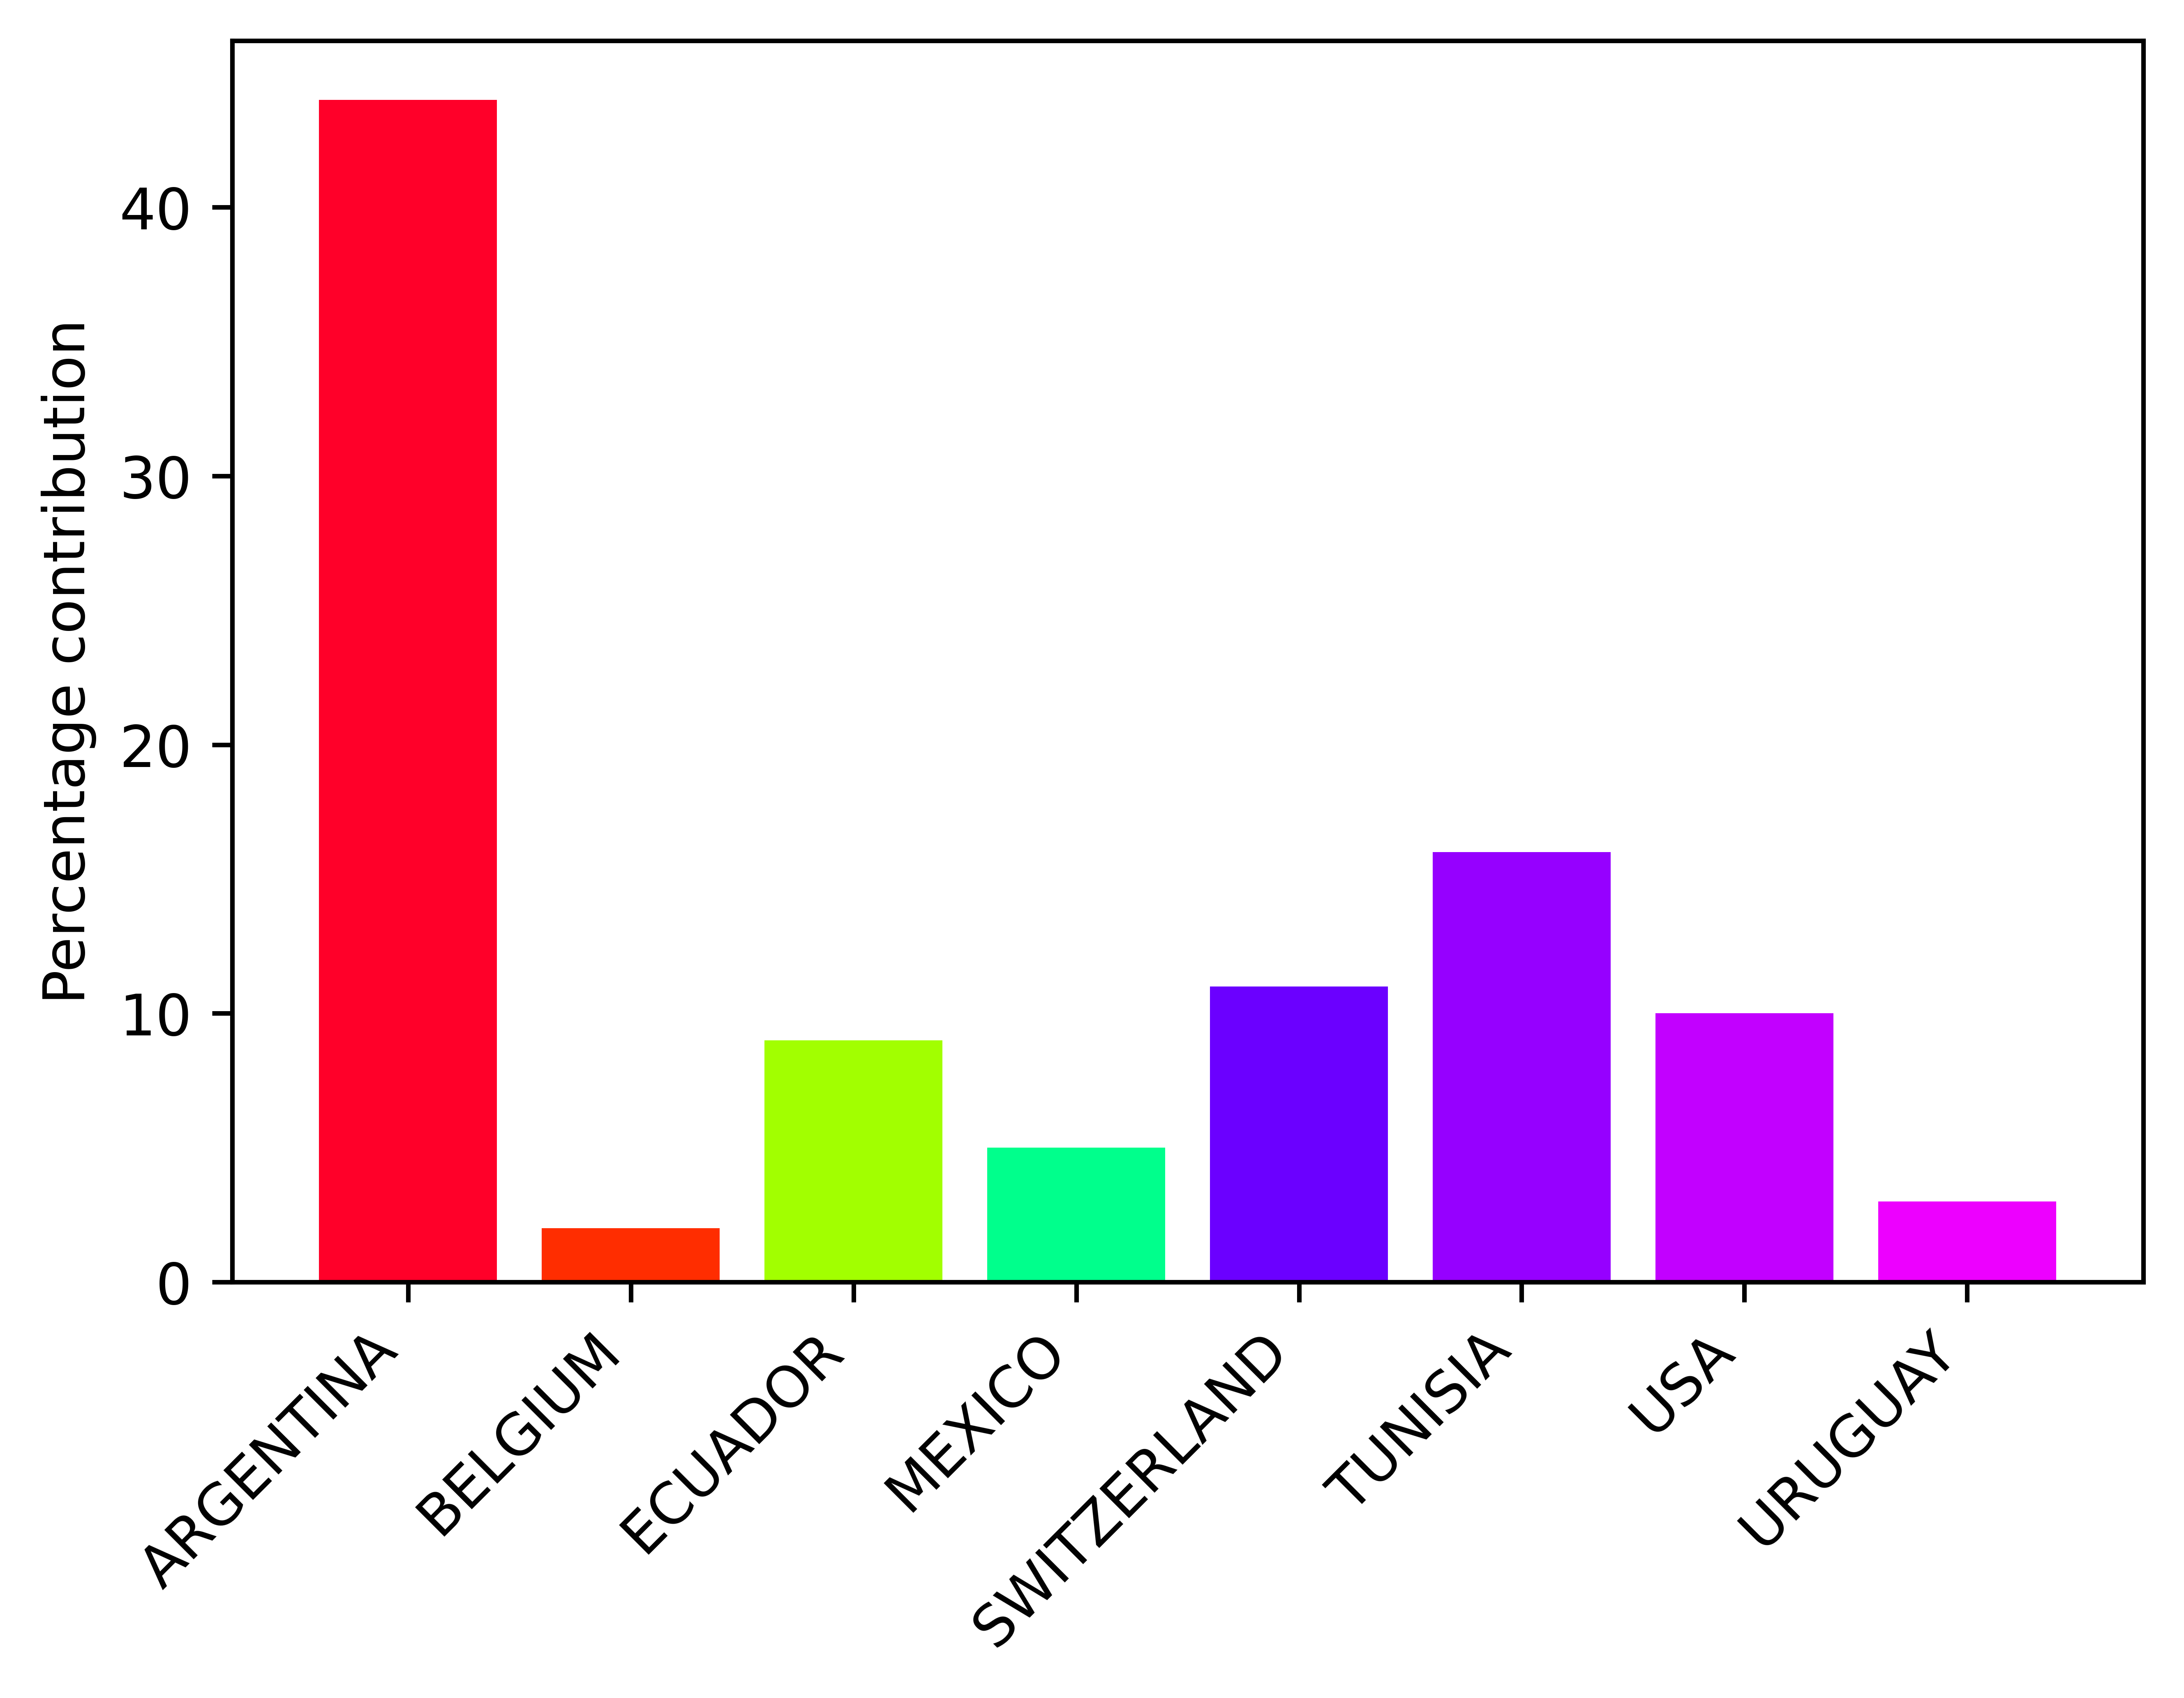 Percentage contribution
40
30
20
10
0
ARGENTINA
BELGIUM
ECUADOR
MEXICO
SWITZERLAND
TUNISIA
USA
URUGUAY